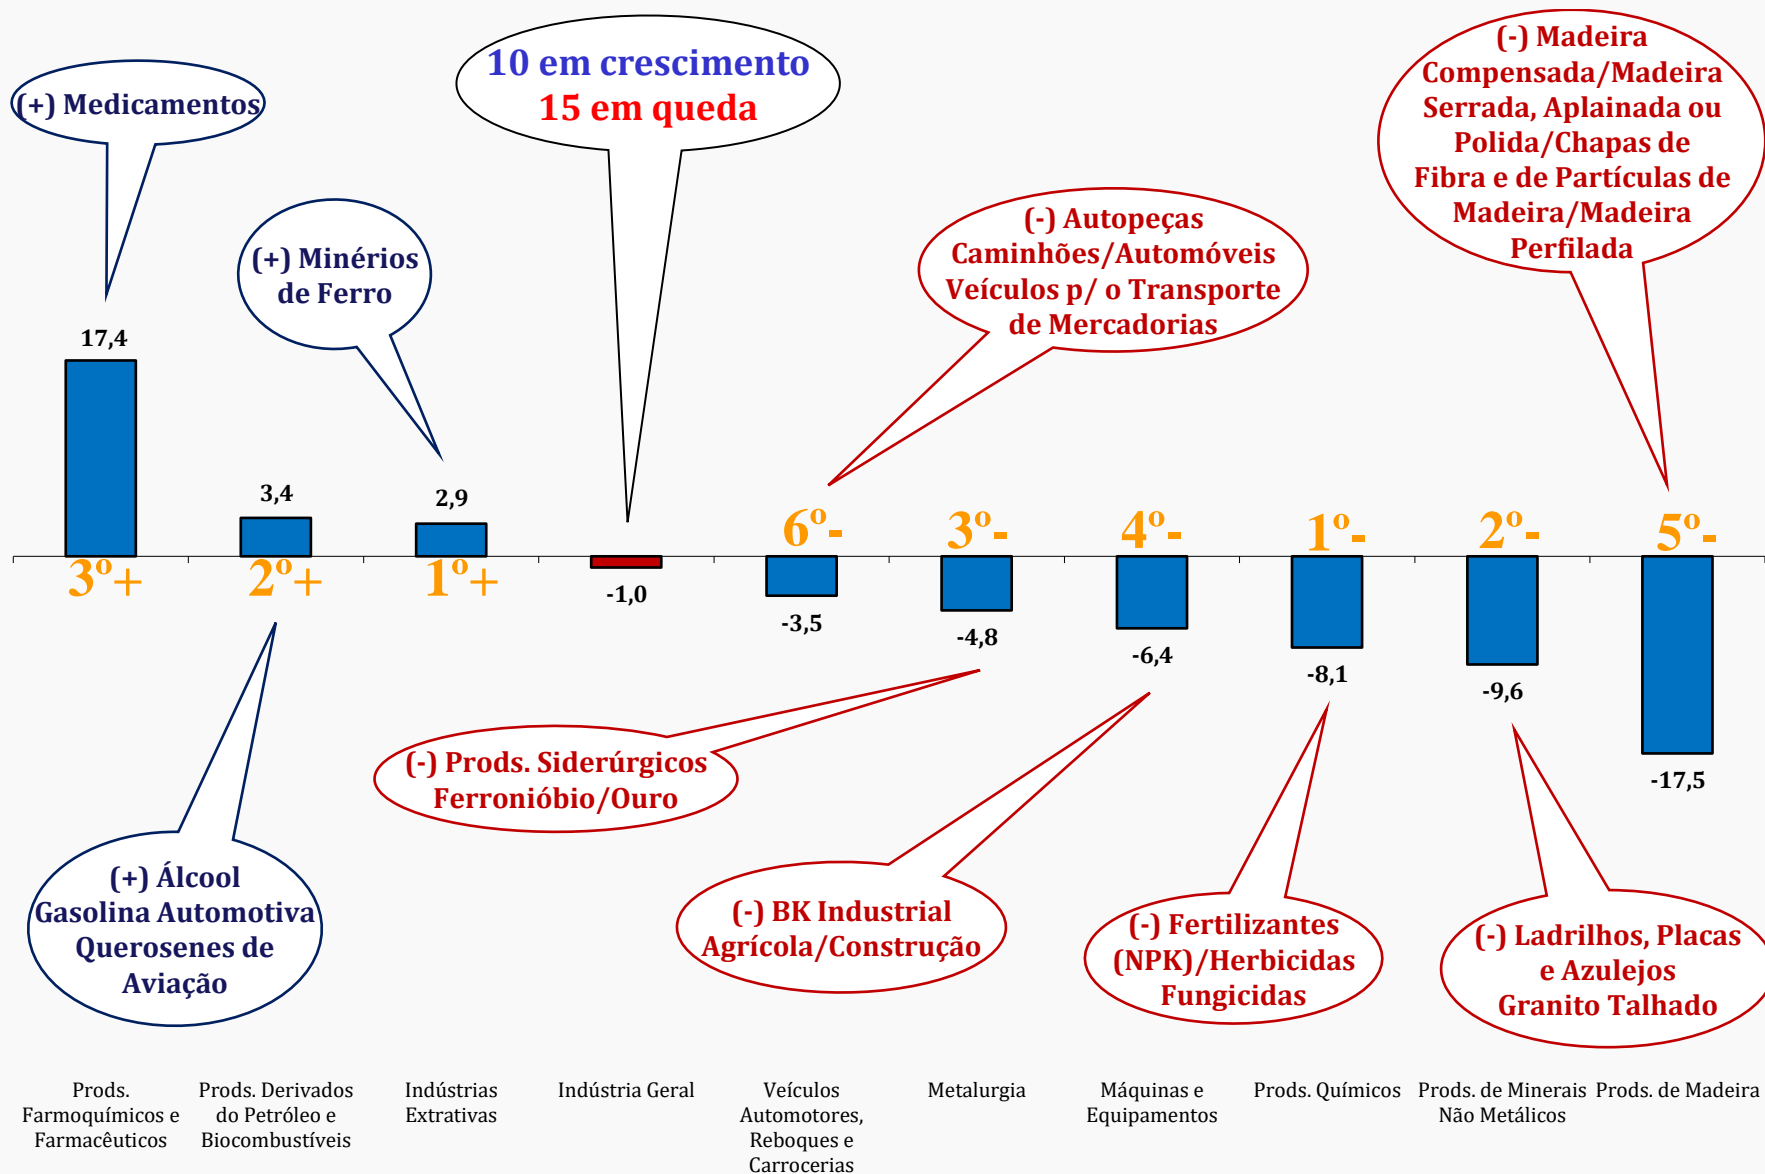 (+) Medicamentos
10 em crescimento
15 em queda
(-) Madeira
Compensada/Madeira
Serrada, Aplainada ou
Polida/Chapas de
Fibra e de Partículas de
Madeira/Madeira
Perfilada
(+) Minérios
de Ferro
(-) Autopeças
Caminhões/Automóveis
Veículos p/ o Transporte
de Mercadorias
17,4
3,4
2,9
-1,0
-3,5
-4,8
-6,4
-8,1
-9,6
-17,5
3º+
2º+
1º+
6º-
3º-
4º-
1º-
2º-
5º-
(-) Prods. Siderúrgicos
Ferronióbio/Ouro
(+) Álcool
Gasolina Automotiva
Querosenes de
Aviação
(-) BK Industrial
Agrícola/Construção
(-) Fertilizantes
(NPK)/Herbicidas
Fungicidas
(-) Ladrilhos, Placas
e Azulejos
Granito Talhado
Prods.
Farmoquímicos e
Farmacêuticos
Prods. Derivados
do Petróleo e
Biocombustíveis
Indústrias
Extrativas
Indústria Geral
Veículos
Automotores,
Reboques e
Carrocerias
Metalurgia
Máquinas e
Equipamentos
Prods. Químicos
Prods. de Minerais
Não Metálicos
Prods. de Madeira